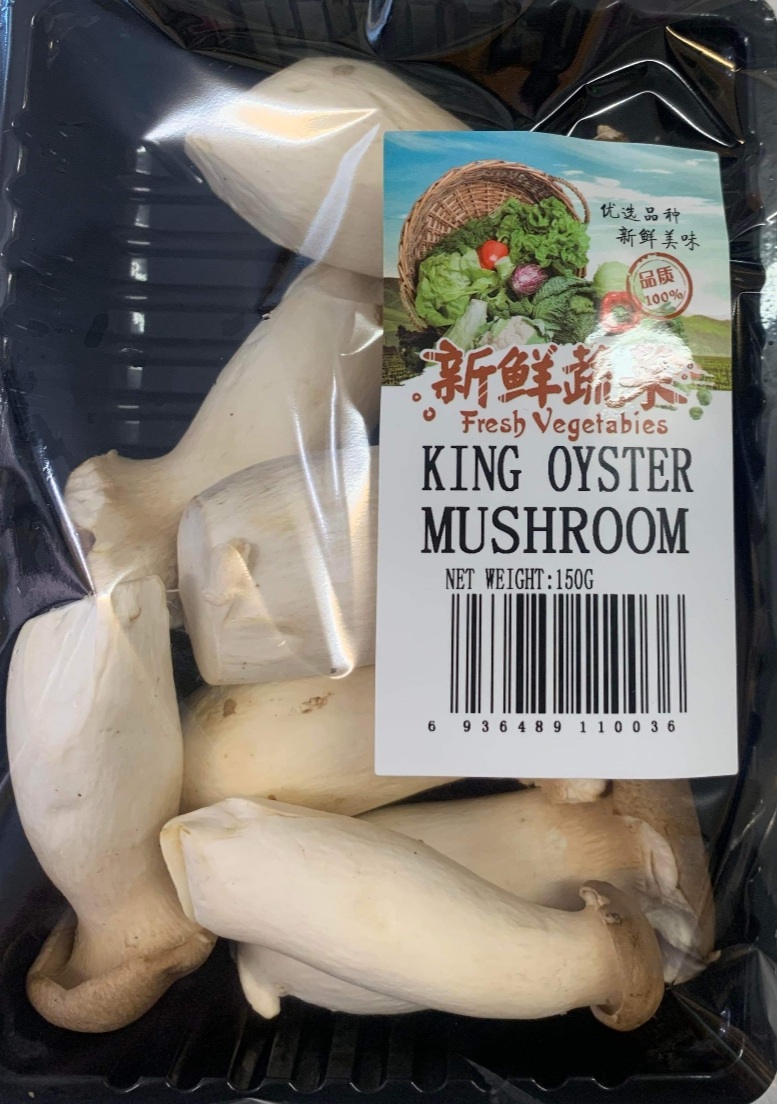 优选品种
新鲜美味
品质
100%
新鲜蔬菜
Fresh Vegetabies
KING OYSTER
MUSHROOM
NET WEIGHT:150G
6 936489 110036